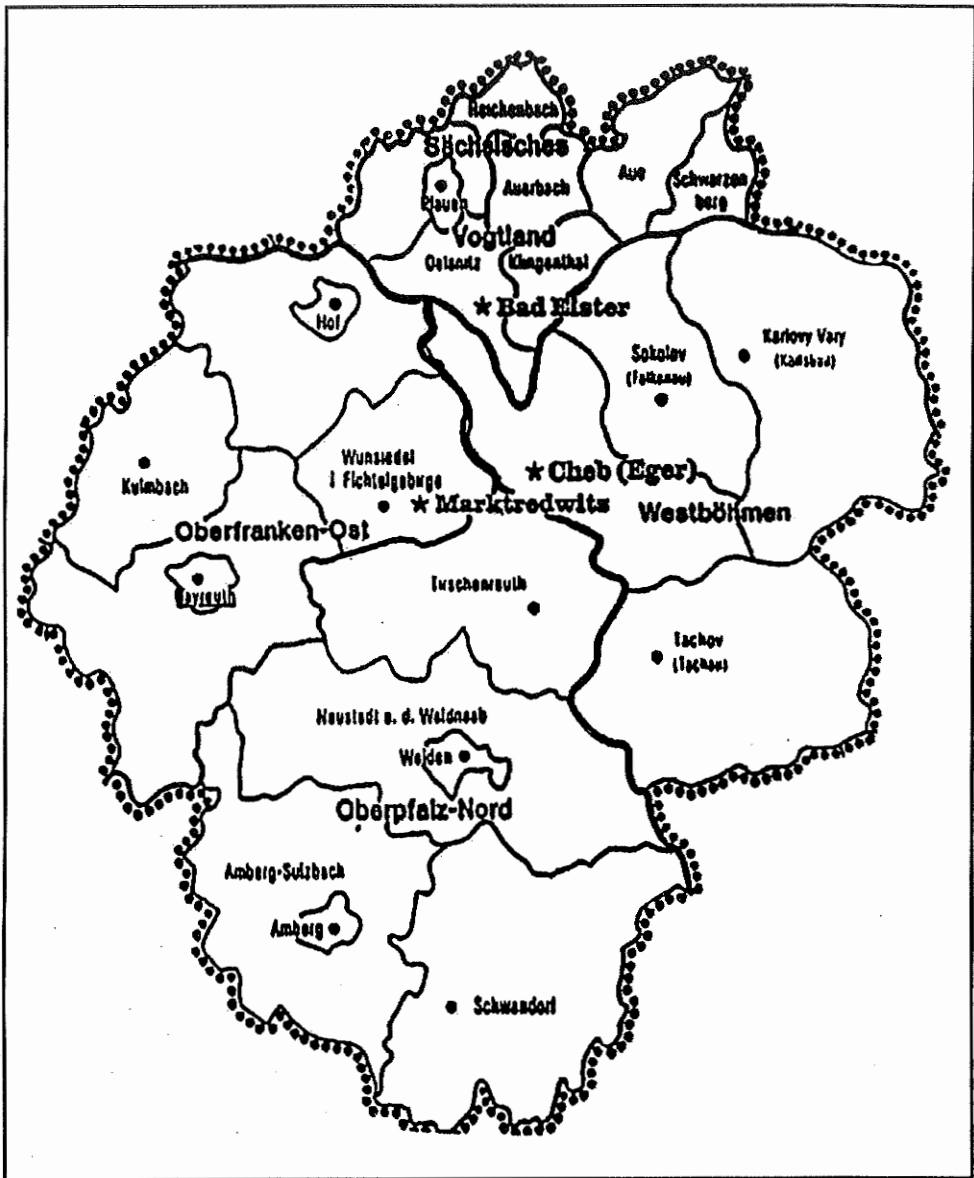 Reichenbach
Sächsisches
Aue
Schwarzen
berg
Auerbach
Plauen
Vogtland
Oelsnitz
Klingenthal
Bad Elster
Hof
Karlovy Vary
(Karlsbad)
Sokolov
(Falkenau)
Wunsiedel
i Fichtelgebirge
Kulmbach
Cheb (Eger)
Marktredwitz
Westböhmen
Oberfranken-Ost
Bayreuth
Tirschenreuth
Tachov
(Tachau)
Neustadt a. d. Waldnaab
Weiden
Oberpfalz-Nord
Amberg-Sulzbach
Amberg
Schwandorf